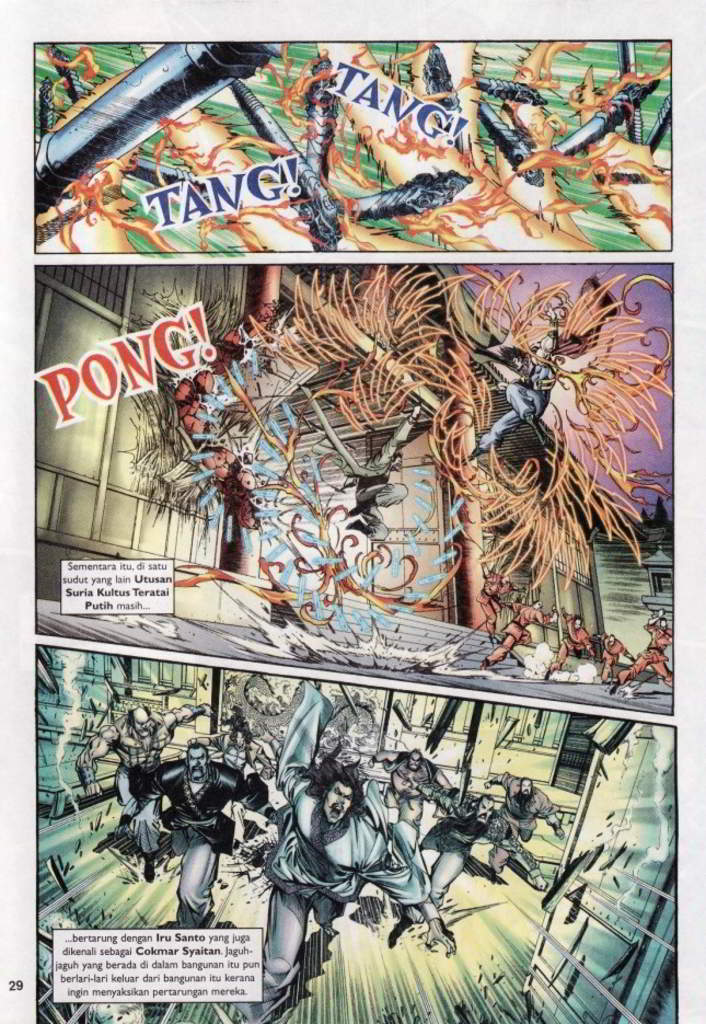 TANG!
TANG!
PONG!
Sementara itu, di satu
sudut yang lain Utusan
Suria Kultus Teratai
Putih masih...
...bertarung dengan Iru Santo yang juga
dikenali sebagai Cokmar Syaitan. Jaguh-
jaguh yang berada di dalam bangunan itu pun
berlari-lari keluar dari bangunan itu kerana
ingin menyaksikan pertarungan mereka.
29